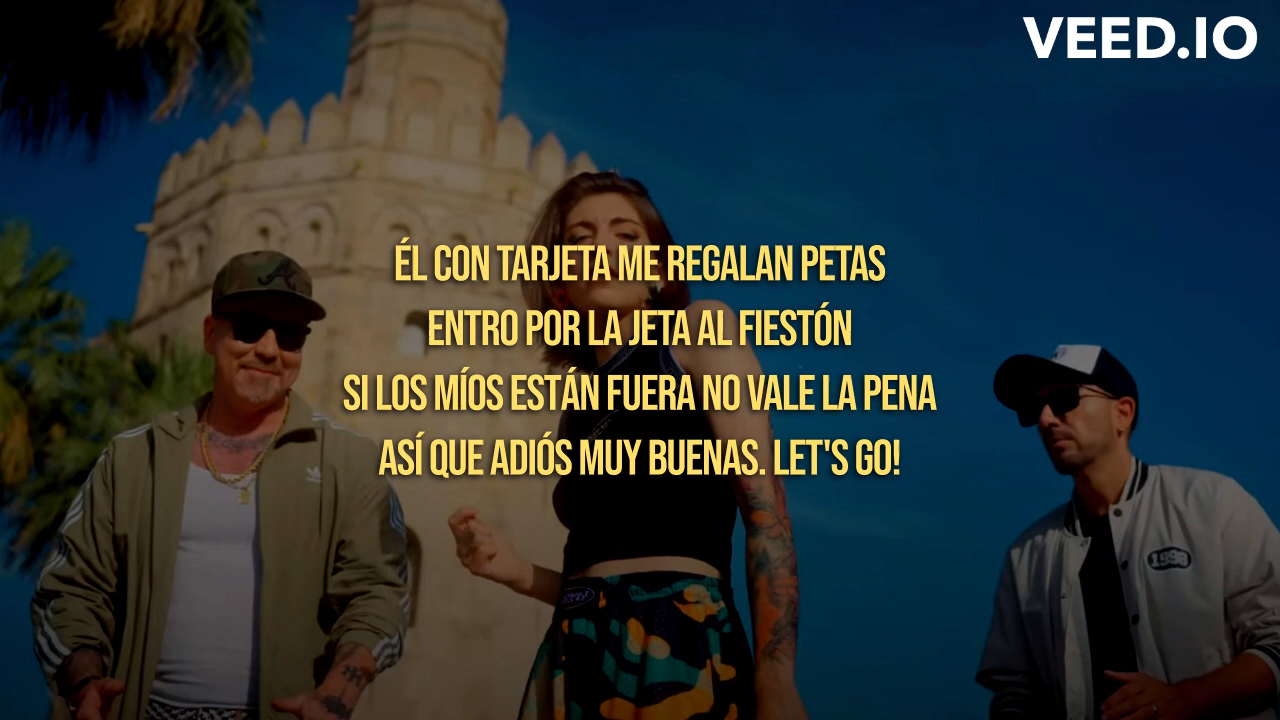 VEED.IO
ÉL CON TARJETA ME REGALAN PETAS
ENTRO POR LA JETA AL FIESTÓN
SI LOS MÍOS ESTÁN FUERA NO VALE LA PENA
ASÍ QUE ADIÓS MUY BUENAS. LET'S GO!
1998